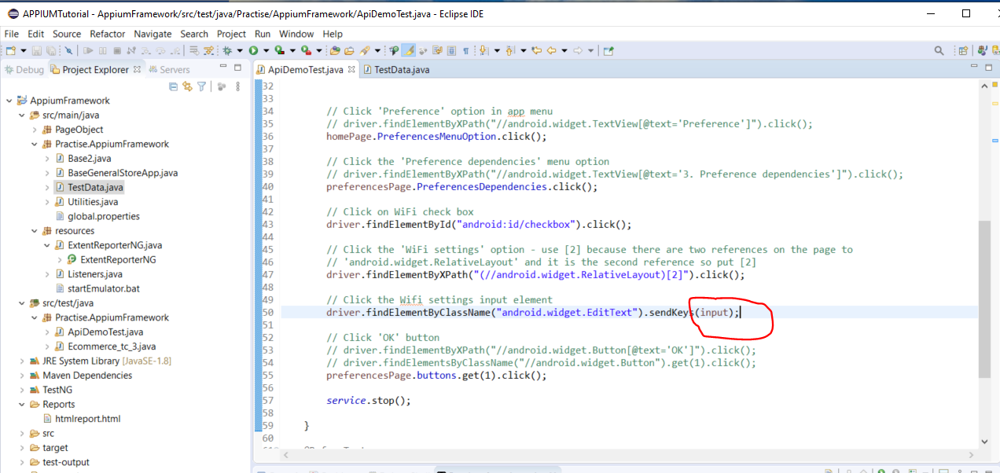 APPIUMTutorial - AppiumFramework/src/test/java/Practise/AppiumFramework/ApiDemoTest.java - Eclipse IDE
File Edit Source Refactor Navigate Search Project Run Window Help
Debug Project Explorer Servers
AppiumFramework
src/main/java
PageObject
Practise.AppiumFramework
Base2.java
BaseGeneralStoreApp.java
TestData.java
Utilities.java
global.properties
resources
ExtentReporterNG.java
ExtentReporterNG
Listeners.java
startEmulator.bat
src/test/java
Practise.AppiumFramework
ApiDemoTest.java
Ecommerce_tc_3.java
JRE System Library [JavaSE-1.8]
Maven Dependencies
TestNG
Reports
htmlreport.html
src
target
test-output
ApiDemoTest.java TestData.java
32
33
34 // Click 'Preference' option in app menu
35 // driver.findElementByXPath("//android.widget.TextView[@text='Preference']").click();
36 homePage.PreferencesMenuOption.click();
37
38 // Click the 'Preference dependencies' menu option
39 // driver.findElementByXPath("//android.widget.TextView[@text='3. Preference dependencies']").click();
40 preferencesPage.PreferencesDependencies.click();
41
42 // Click on WiFi check box
43 driver.findElementById("android:id/checkbox").click();
44
45 // Click the 'WiFi settings' option - use [2] because there are two references on the page to
46 // 'android.widget.RelativeLayout' and it is the second reference so put [2]
47 driver.findElementByXPath("(//android.widget.RelativeLayout)[2]").click();
48
49 // Click the Wifi settings input element
50 driver.findElementByClassName("android.widget.EditText").sendKeys(input);
51
52 // Click 'OK' button
53 // driver.findElementByXPath("//android.widget.Button[@text='OK']").click();
54 // driver.findElementsByClassName("//android.widget.Button").get(1).click();
55 preferencesPage.buttons.get(1).click();
56
57 service.stop();
58
59 }
60